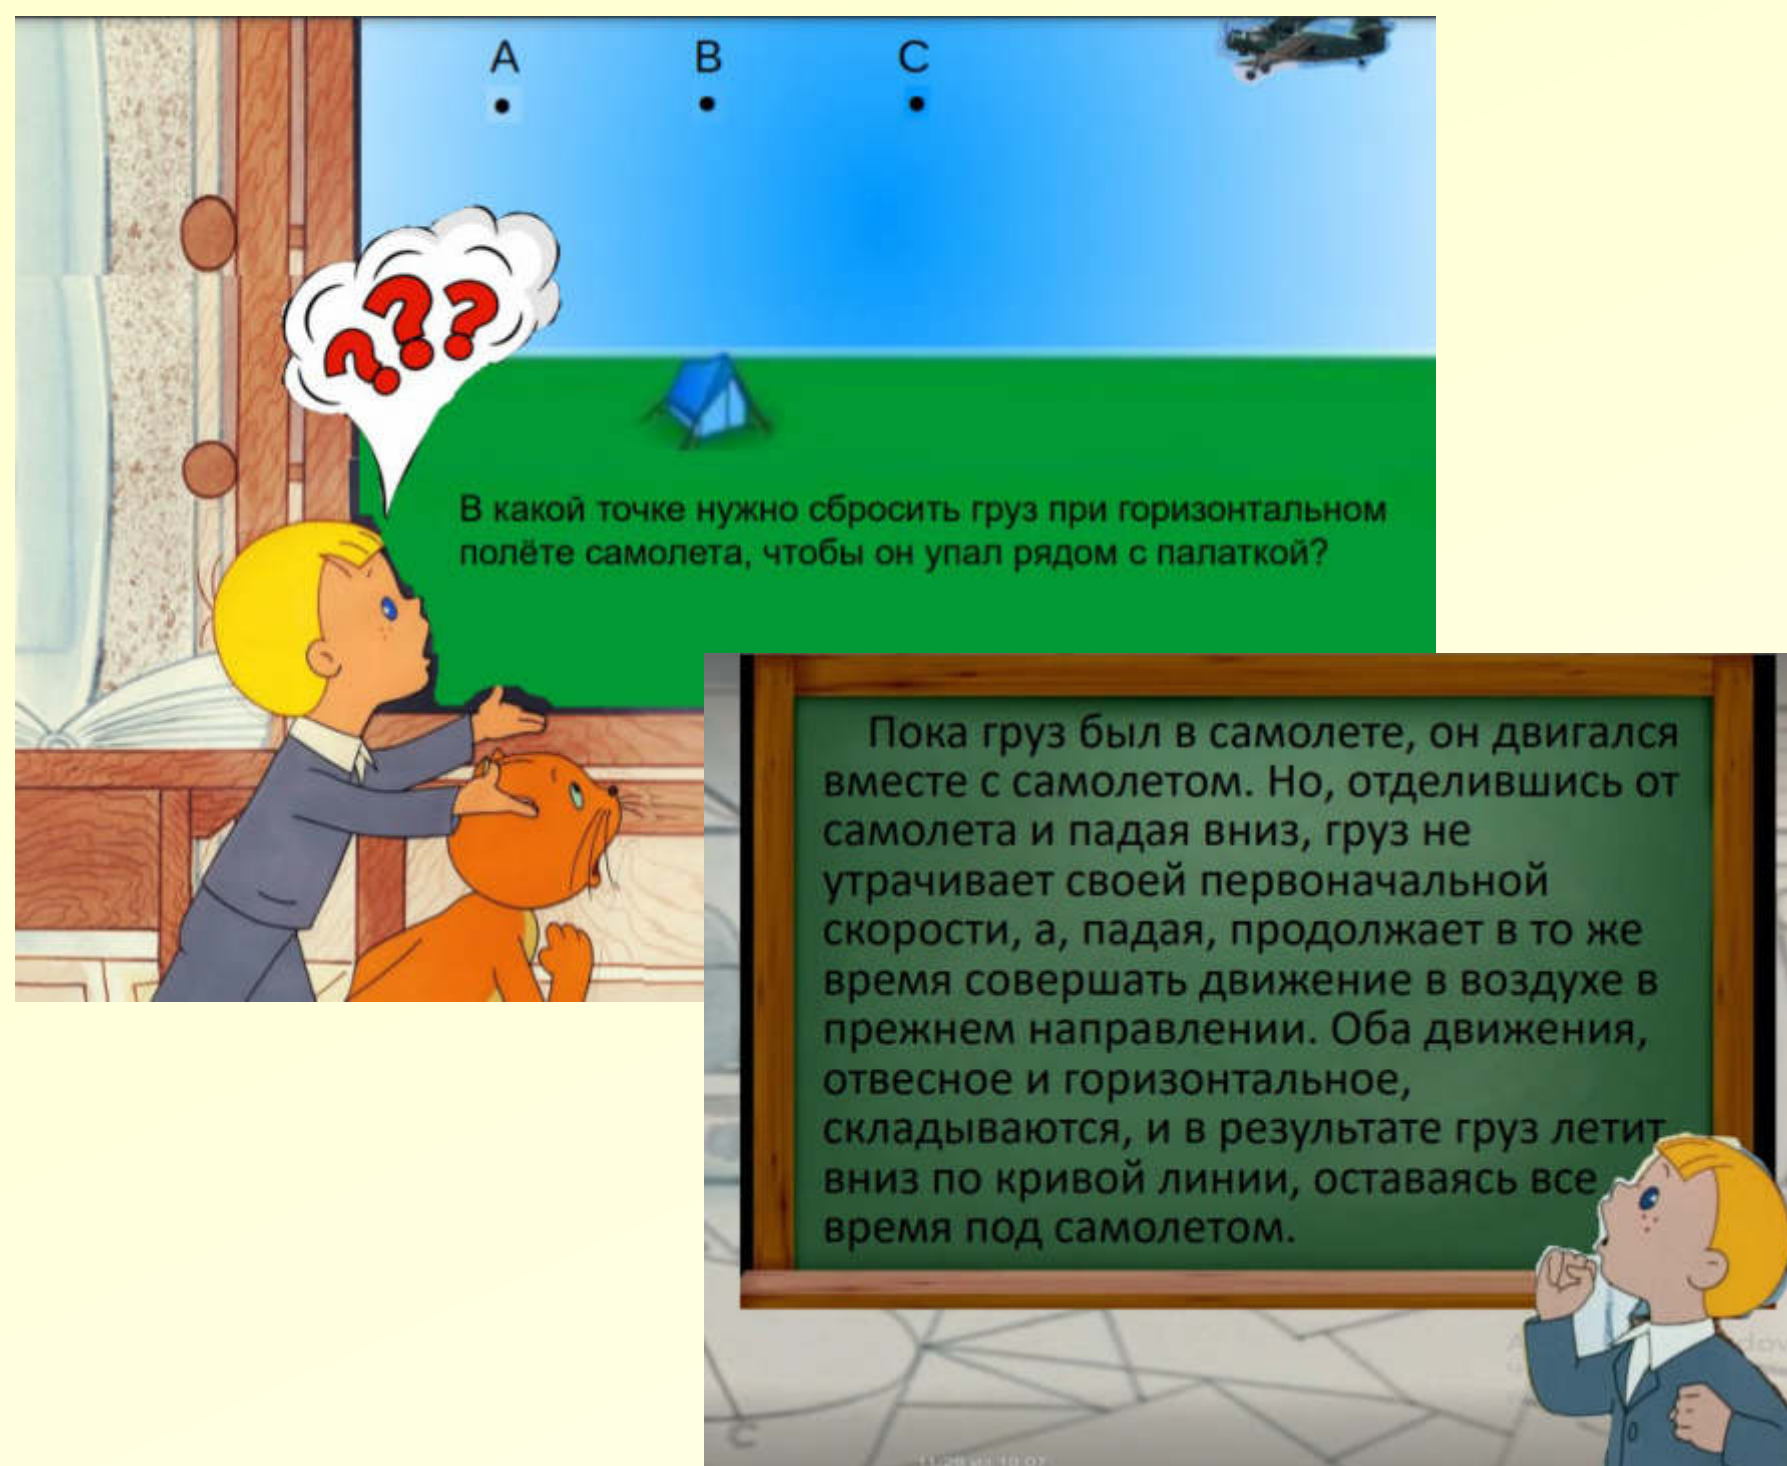 A B C
???
В какой точке нужно сбросить груз при горизонтальном
полёте самолета, чтобы он упал рядом с палаткой?
Пока груз был в самолете, он двигался
вместе с самолетом. Но, отделившись от
самолета и падая вниз, груз не
утрачивает своей первоначальной
скорости, а, падая, продолжает в то же
время совершать движение в воздухе в
прежнем направлении. Оба движения,
отвесное и горизонтальное,
складываются, и в результате груз летит
вниз по кривой линии, оставаясь все
время под самолетом.
C